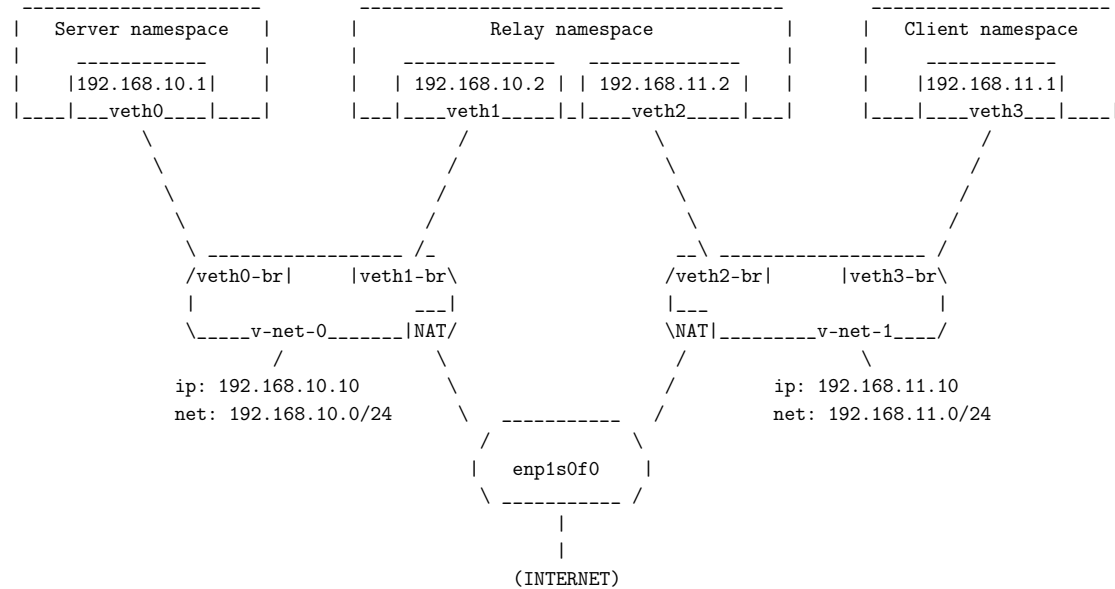 Server namespace Relay namespace Client namespace
192.168.10.1 192.168.10.2 192.168.11.2 192.168.11.1
veth0 veth1 veth2 veth3
veth0-br veth1-br veth2-br veth3-br
v-net-0 NAT NAT v-net-1
ip: 192.168.10.10 ip: 192.168.11.10
net: 192.168.10.0/24 net: 192.168.11.0/24
enp1s0f0
(INTERNET)